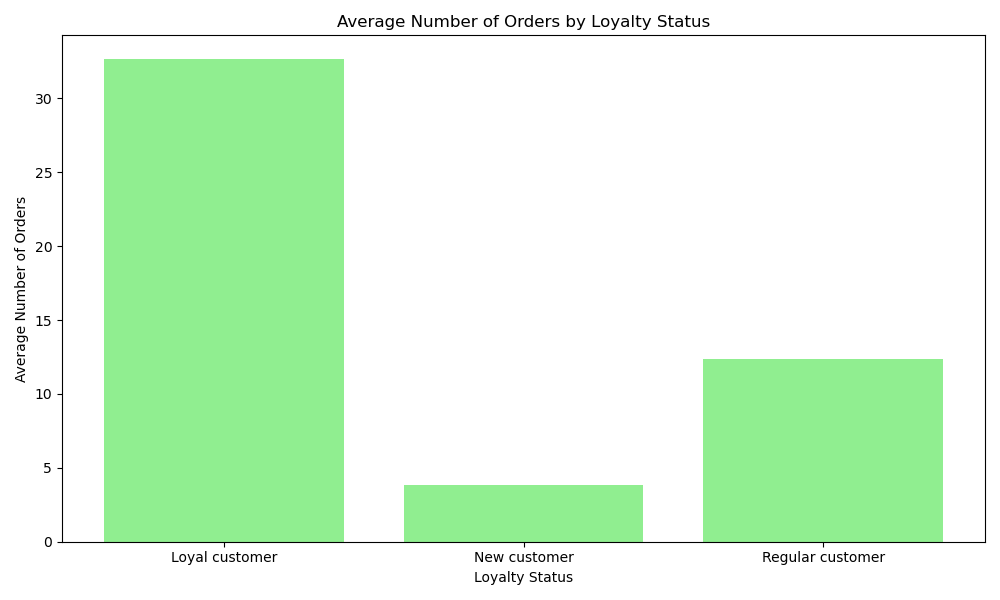 Average Number of Orders by Loyalty Status
Average Number of Orders
30
25
20
15
10
5
0
Loyal customer
New customer
Regular customer
Loyalty Status